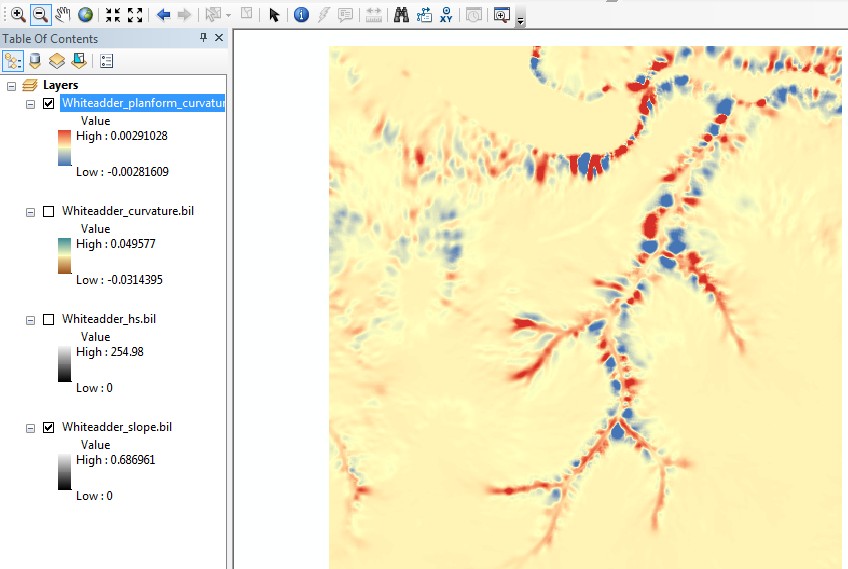 XY
Table Of Contents
Layers
Whiteadder_planform_curvatur
Value
High : 0.00291028
Low : -0.00281609
Whiteadder_curvature.bil
Value
High : 0.049577
Low : -0.0314395
Whiteadder_hs.bil
Value
High : 254.98
Low : 0
Whiteadder_slope.bil
Value
High : 0.686961
Low : 0